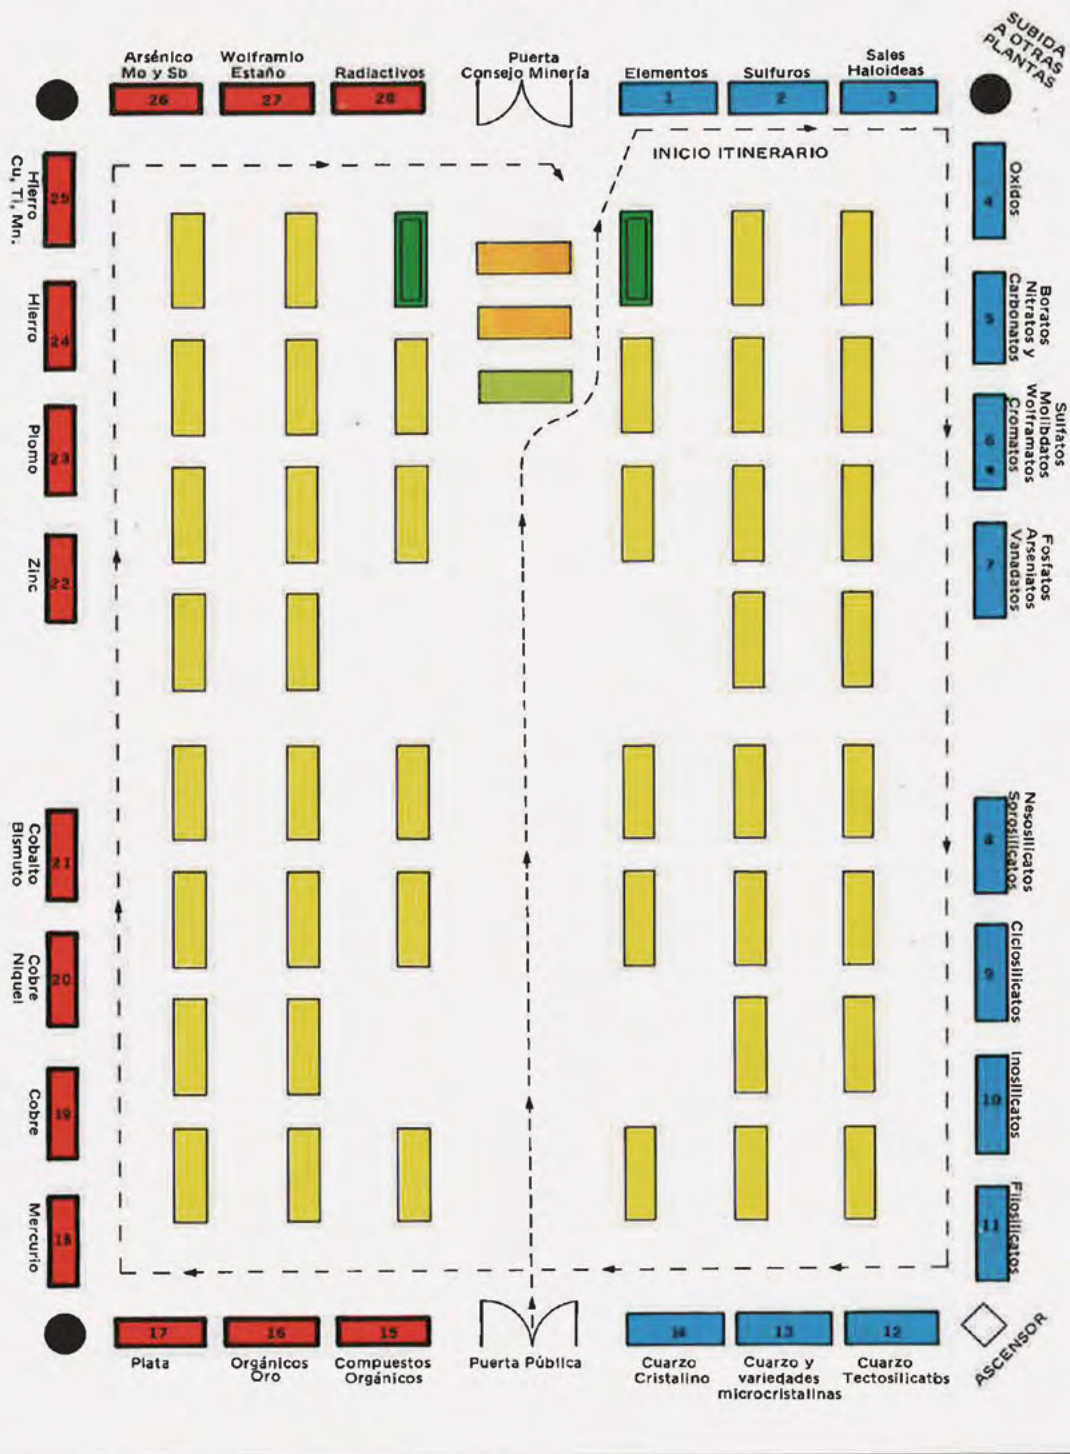 SUBIDA
A OTRAS
PLANTAS
Arsénico
Mo y Sb
26
Wolframio
Estaño
27
Radiactivos
28
Puerta
Consejo Minería
Elementos
1
Sulfuros
2
Sales
Haloideas
3
INICIO ITINERARIO
Oxidos
4
Boratos
Nitratos y
Carbonatos
5
Sulfatos
Molibdatos
Wolframatos
Cromatos
6
Fosfatos
Arseniatos
Vanadatos
7
Nesosilicatos
Sorosilicatos
8
Ciclosilicatos
9
Inosilicatos
10
Filosilicatos
11
ASCENSOR
12
Cuarzo
Tectosilicatos
13
Cuarzo y
variedades
microcristalinas
14
Cuarzo
Cristalino
Puerta Pública
15
Compuestos
Orgánicos
16
Orgánicos
Oro
17
Plata
Mercurio
18
Cobre
19
Cobre
Niquel
20
Cobalto
Bismuto
21
Zinc
22
Plomo
23
Hierro
24
Hierro
Cu, Ti, Mn.
25